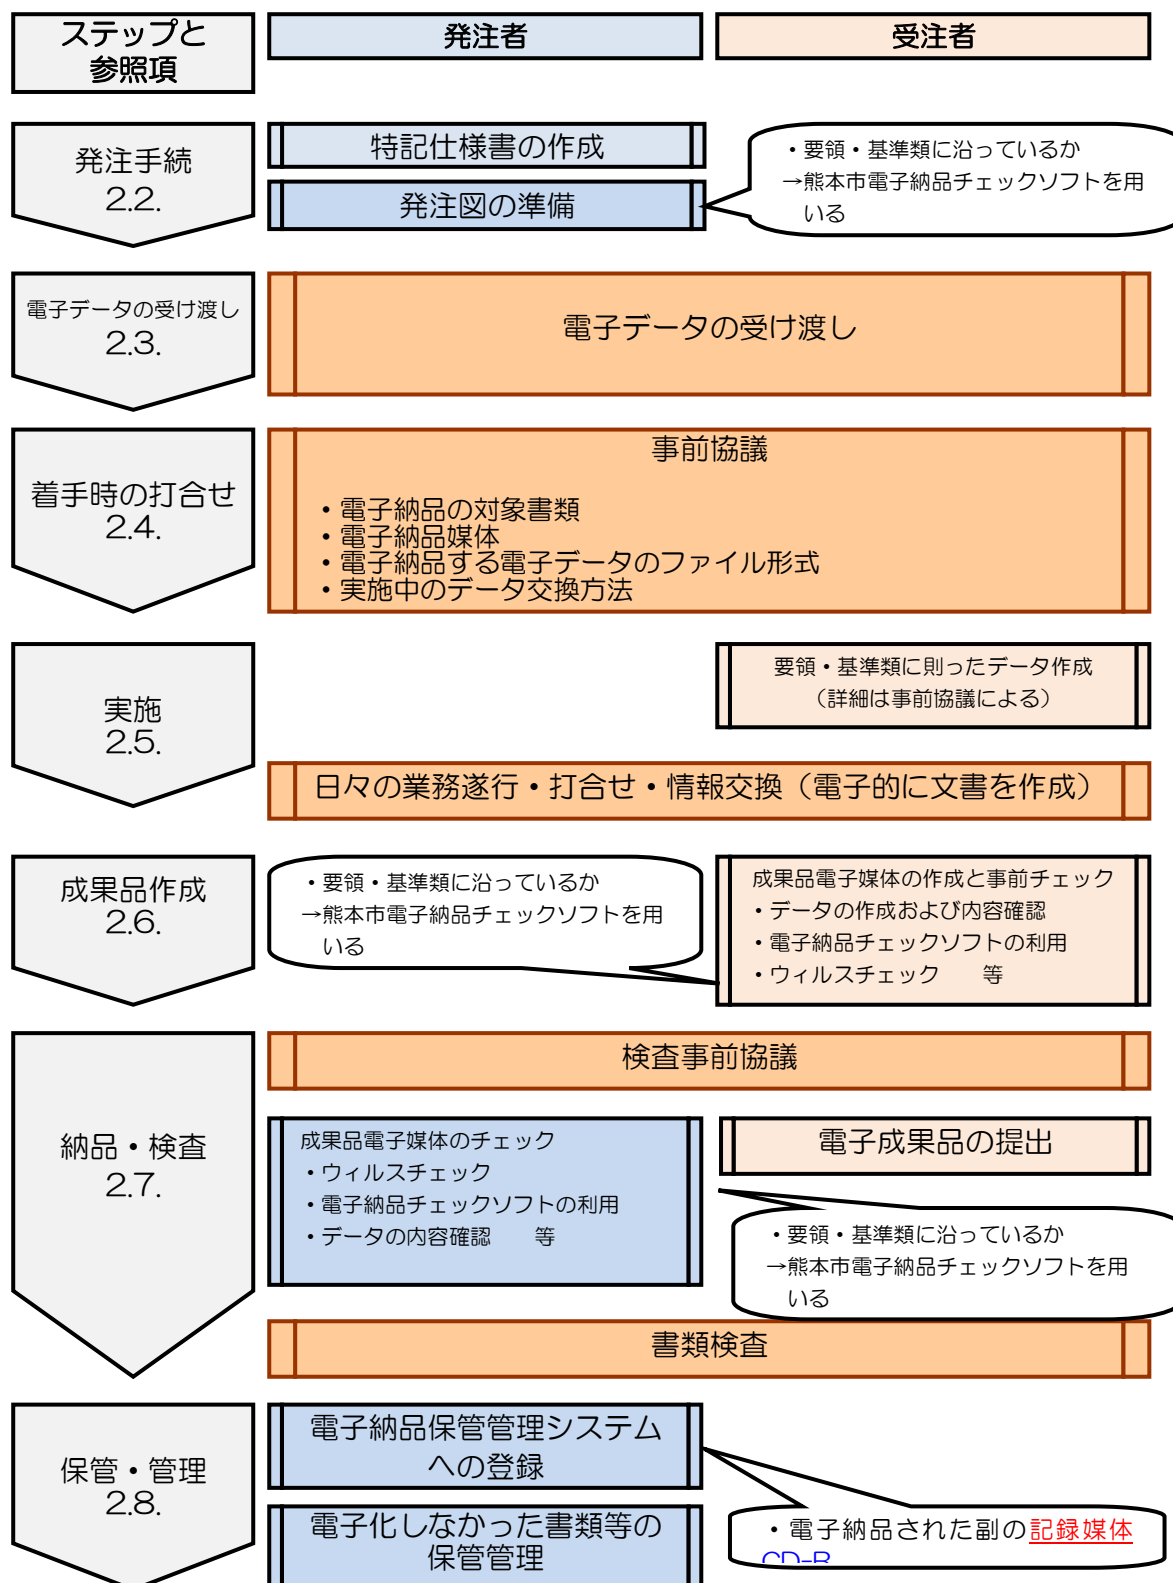 ステップと
参照項
発注者
受注者
発注手続
2.2.
特記仕様書の作成
発注図の準備
・要領・基準類に沿っているか
→熊本市電子納品チェックソフトを用
いる
電子データの受け渡し
2.3.
電子データの受け渡し
着手時の打合せ
2.4.
事前協議
・電子納品の対象書類
・電子納品媒体
・電子納品する電子データのファイル形式
・実施中のデータ交換方法
実施
2.5.
要領・基準類に則ったデータ作成
（詳細は事前協議による）
日々の業務遂行・打合せ・情報交換（電子的に文書を作成）
成果品作成
2.6.
・要領・基準類に沿っているか
→熊本市電子納品チェックソフトを用
いる
成果品電子媒体の作成と事前チェック
・データの作成および内容確認
・電子納品チェックソフトの利用
・ウィルスチェック　　等
納品・検査
2.7.
検査事前協議
成果品電子媒体のチェック
・ウィルスチェック
・電子納品チェックソフトの利用
・データの内容確認　　等
電子成果品の提出
・要領・基準類に沿っているか
→熊本市電子納品チェックソフトを用
いる
書類検査
保管・管理
2.8.
電子納品保管管理システム
への登録
電子化しなかった書類等の
保管管理
・電子納品された副の記録媒体
CD-R